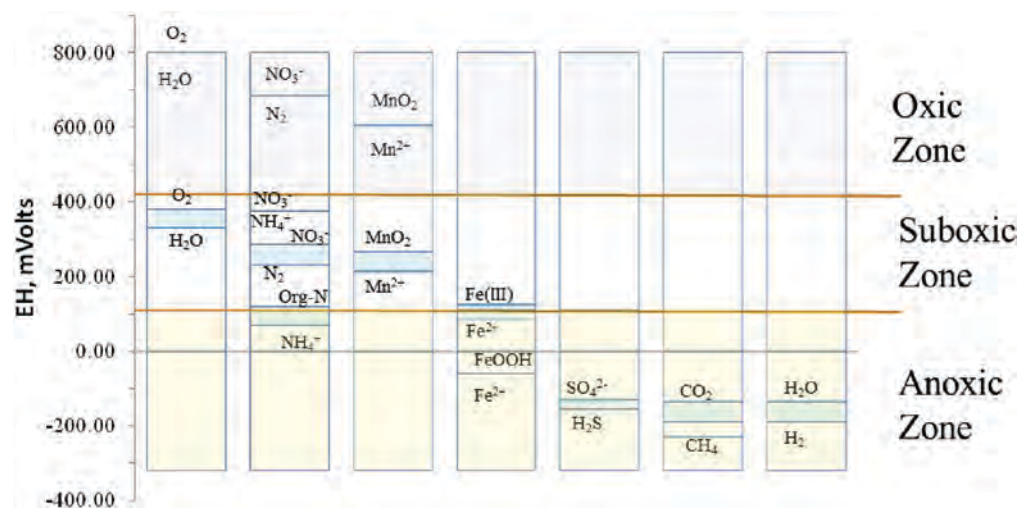 EH, mVolts
800.00
600.00
400.00
200.00
0.00
-200.00
-400.00
O₂
H₂O
O₂
H₂O
NO₃⁻
N₂
NO₃⁻
NH₄⁺
NO₃⁻
N₂
Org-N
NH₄⁺
MnO₂
Mn²⁺
MnO₂
Mn²⁺
Fe(III)
Fe²⁺
FeOOH
Fe²⁺
SO₄²⁻
H₂S
CO₂
CH₄
H₂O
H₂
Oxic
Zone
Suboxic
Zone
Anoxic
Zone